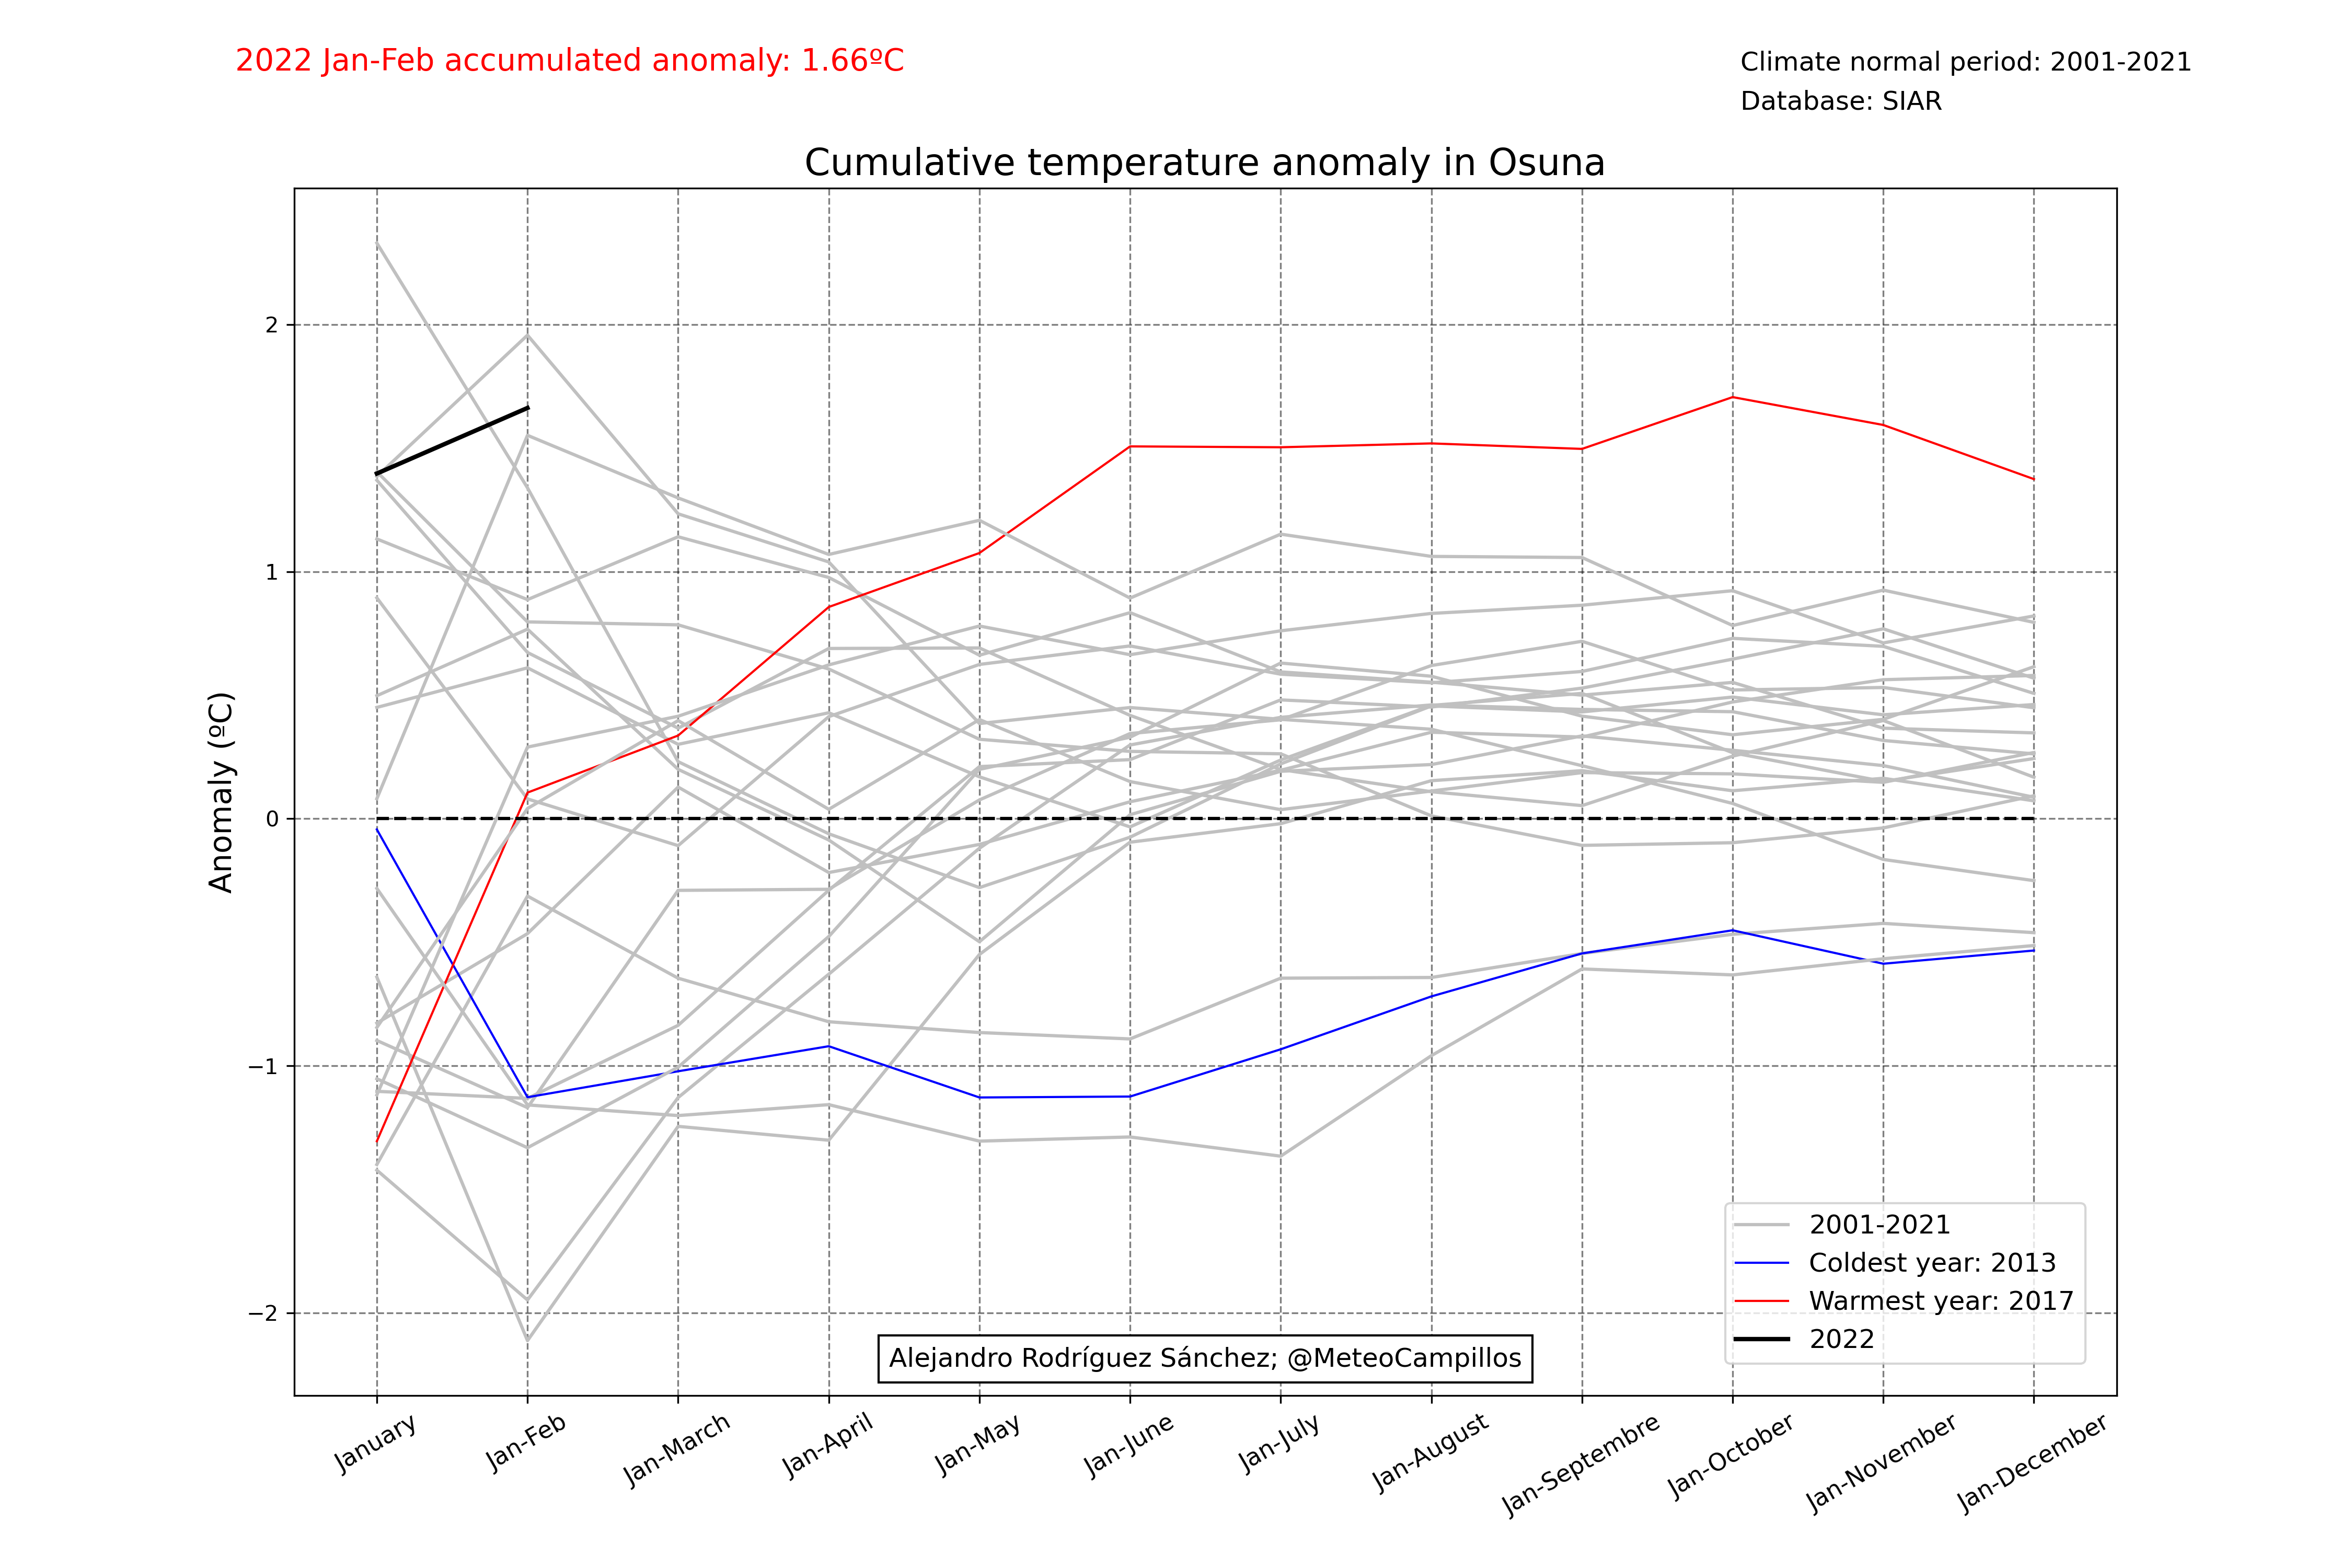 2022 Jan-Feb accumulated anomaly: 1.66ºC
Climate normal period: 2001-2021
Database: SIAR
Cumulative temperature anomaly in Osuna
Anomaly (ºC)
2
1
0
−1
−2
2001-2021
Coldest year: 2013
Warmest year: 2017
2022
Alejandro Rodríguez Sánchez; @MeteoCampillos
January
Jan-Feb
Jan-March
Jan-April
Jan-May
Jan-June
Jan-July
Jan-August
Jan-Septembre
Jan-October
Jan-November
Jan-December